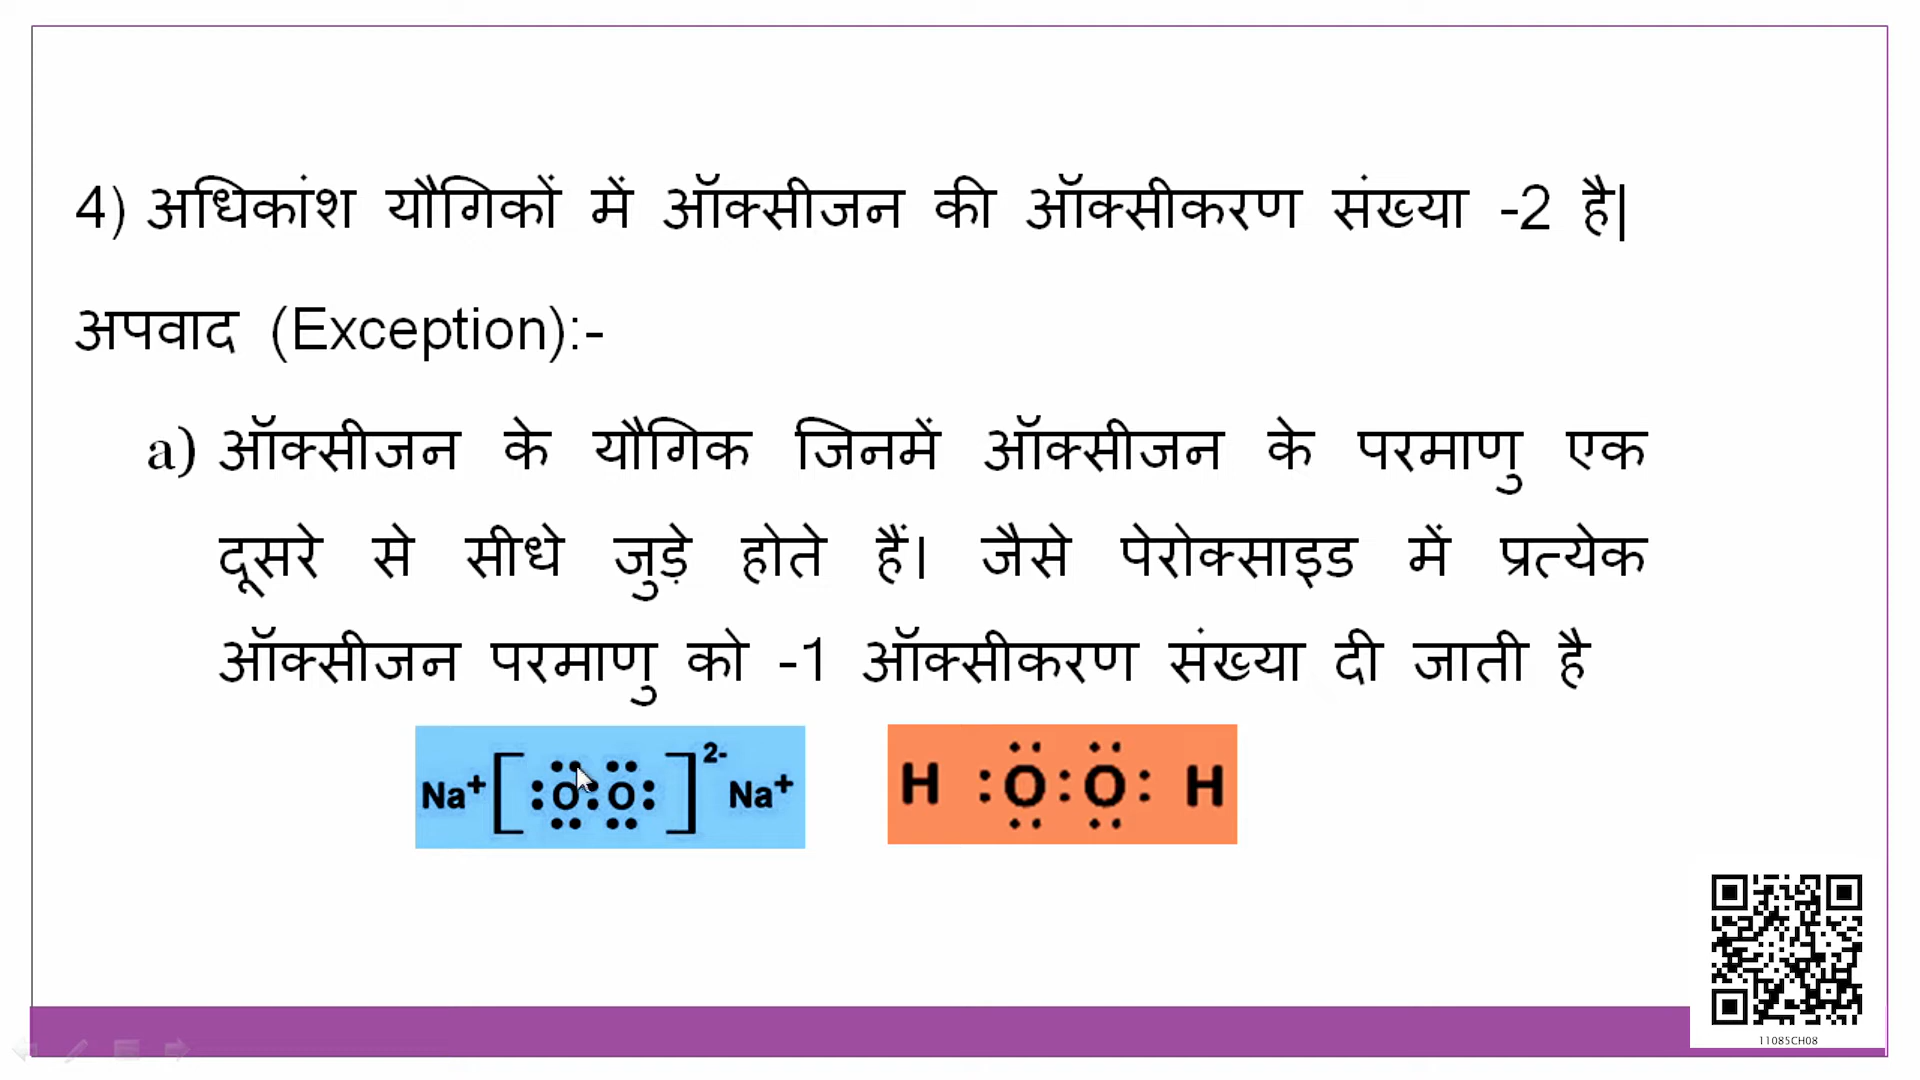 4) अधिकांश यौगिकों में ऑक्सीजन की ऑक्सीकरण संख्या -2 है|
अपवाद (Exception):-
a) ऑक्सीजन के यौगिक जिनमें ऑक्सीजन के परमाणु एक
दूसरे से सीधे जुड़े होते हैं। जैसे पेरोक्साइड में प्रत्येक
ऑक्सीजन परमाणु को -1 ऑक्सीकरण संख्या दी जाती है
Na⁺ [ :O:O: ]²⁻ Na⁺
H :O:O: H
11085CH08